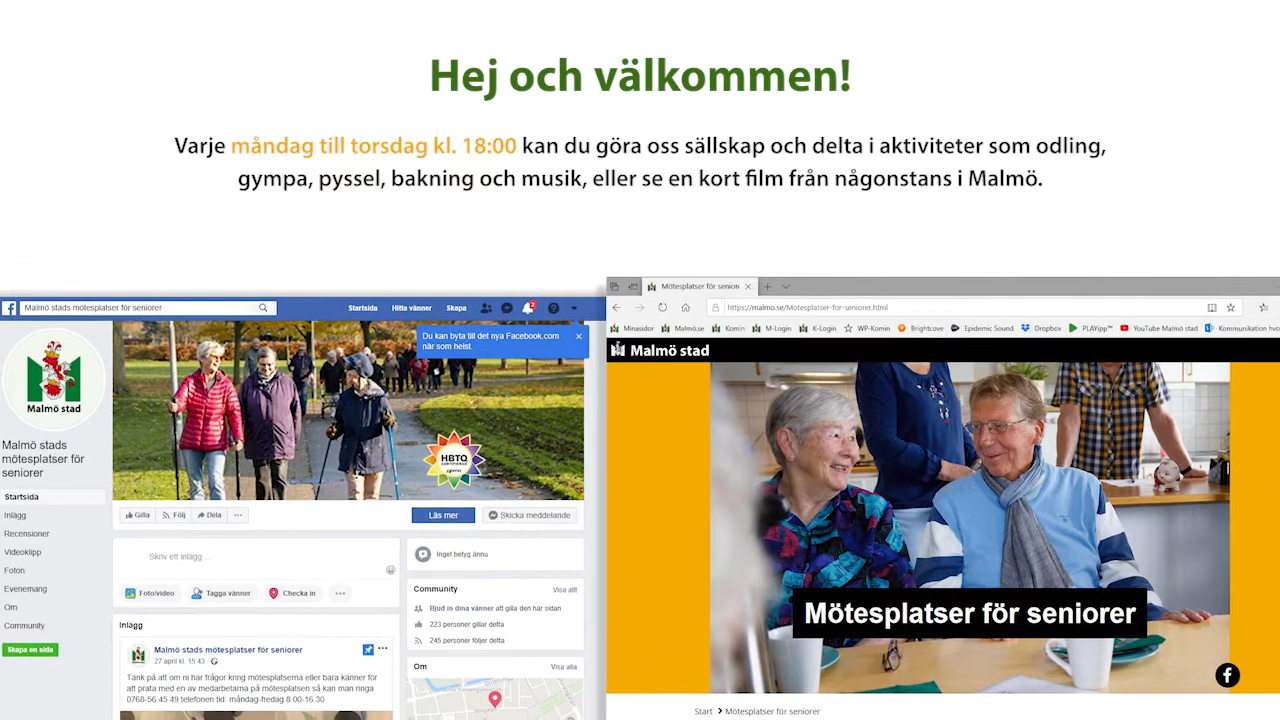 Hej och välkommen!
Varje måndag till torsdag kl. 18:00 kan du göra oss sällskap och delta i aktiviteter som odling,
gympa, pyssel, bakning och musik, eller se en kort film från någonstans i Malmö.
Malmö stads mötesplatser för seniorer
Startsida
Hitta vänner
Skapa
2
Du kan byta till det nya Facebook.com
när som helst.
Malmö stad
HBTQ
CERTIFIERAD
Malmö stads
mötesplatser för
seniorer
Startsida
Inlägg
Recensioner
Videoklipp
Foton
Evenemang
Om
Community
Skapa en sida
Gilla
Följ
Dela
Läs mer
Skicka meddelande
Skriv ett inlägg ...
Foto/video
Tagga vänner
Checka in
Inlägg
Malmö stads mötesplatser för seniorer
27 april kl. 15:43
Tänk på att om ni har frågor kring mötesplatserna eller bara känner för
att prata med en av medarbetarna på mötesplatsen så kan man ringa
0768-56 45 49 telefonen tid: måndag-fredag 8.00-16.30
Inget betyg ännu
Community
Visa allt
Bjud in dina vänner att gilla den här sidan
223 personer gillar detta
245 personer följer detta
Om
Visa alla
Mötesplatser för senior
https://malmo.se/Motesplatser-for-seniorer.html
Minasidor
Malmö.se
Komin
M-Login
K-Login
WP-Komin
Brightcove
Epidemic Sound
Dropbox
PLAYipp™
YouTube Malmö stad
Kommunikation hvo
Malmö stad
Mötesplatser för seniorer
Start
Mötesplatser för seniorer